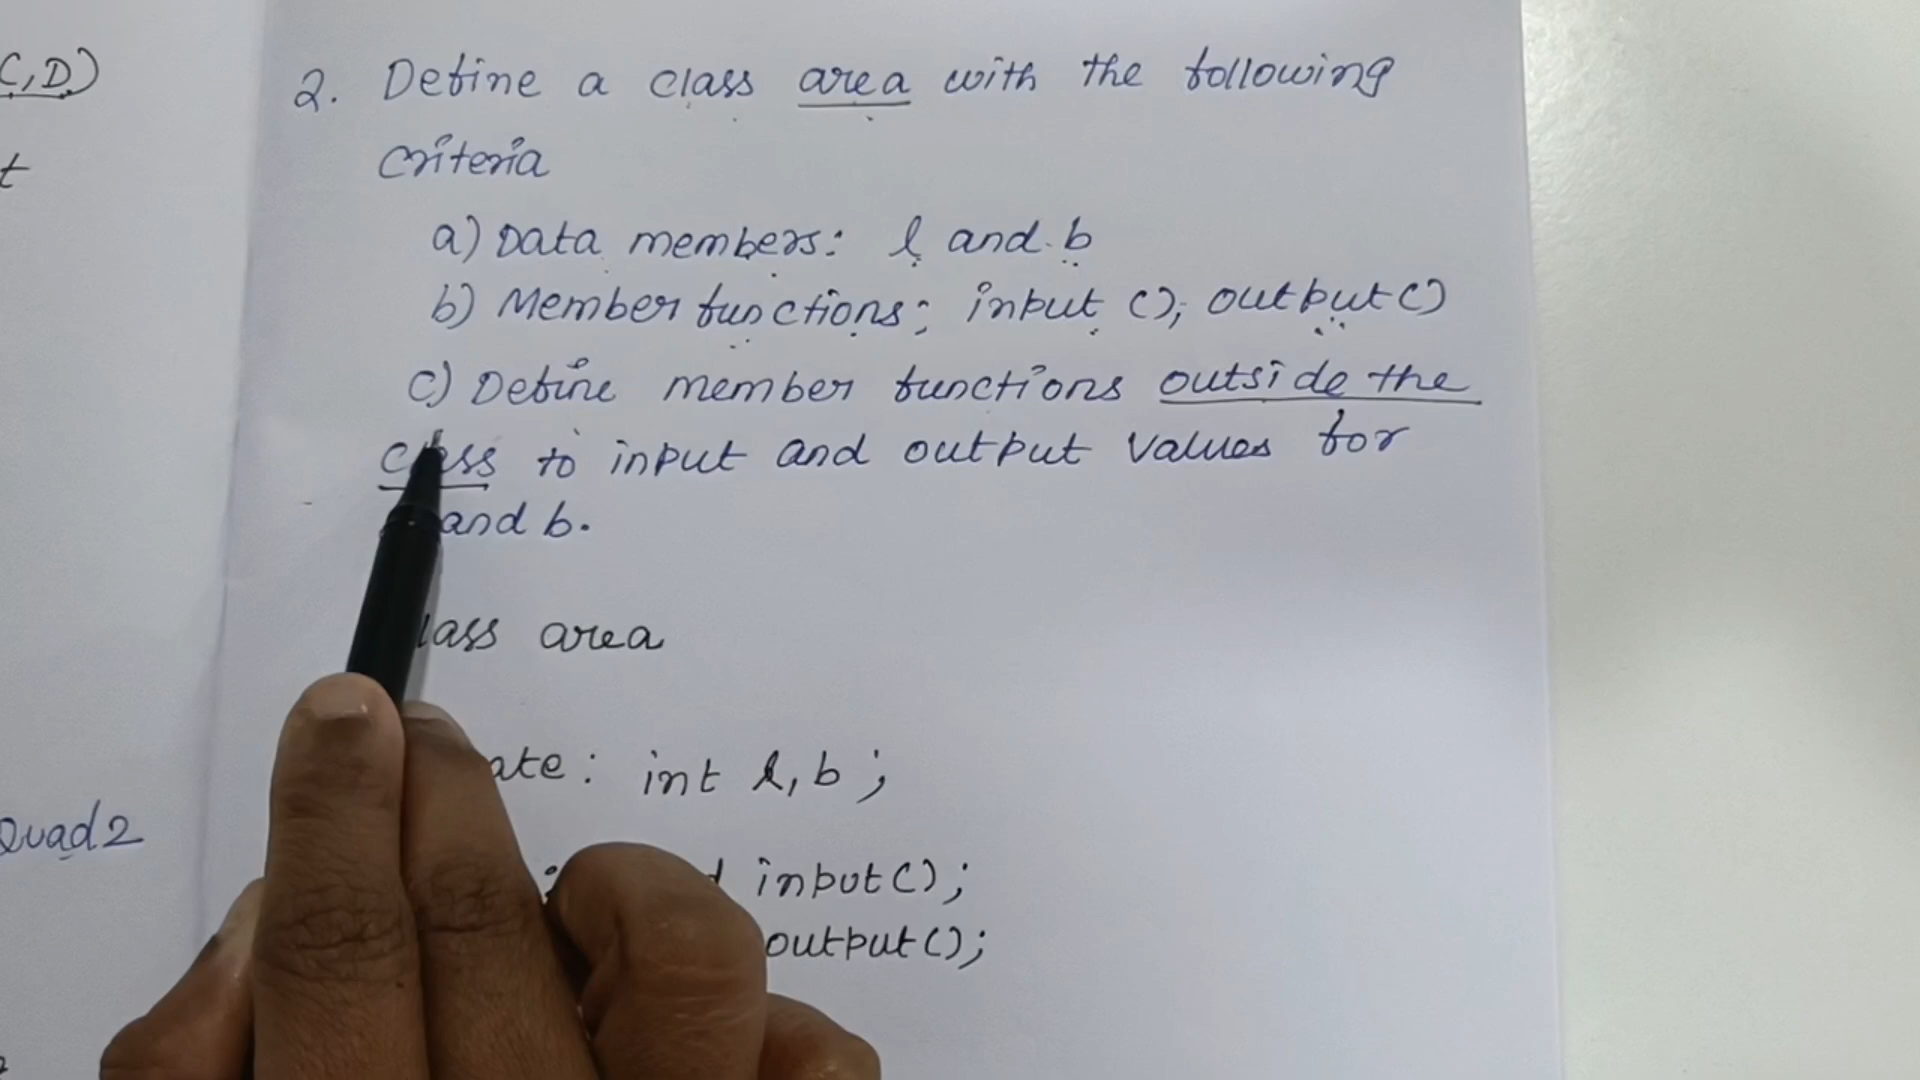 C,D)
t
Quad2
2. Define a class area with the following
criteria
a) Data members: l and b
b) Member functions; input (); output()
c) Define member functions outside the
class to input and output values for
and b.
lass area
ate: int l, b ;
input();
output();